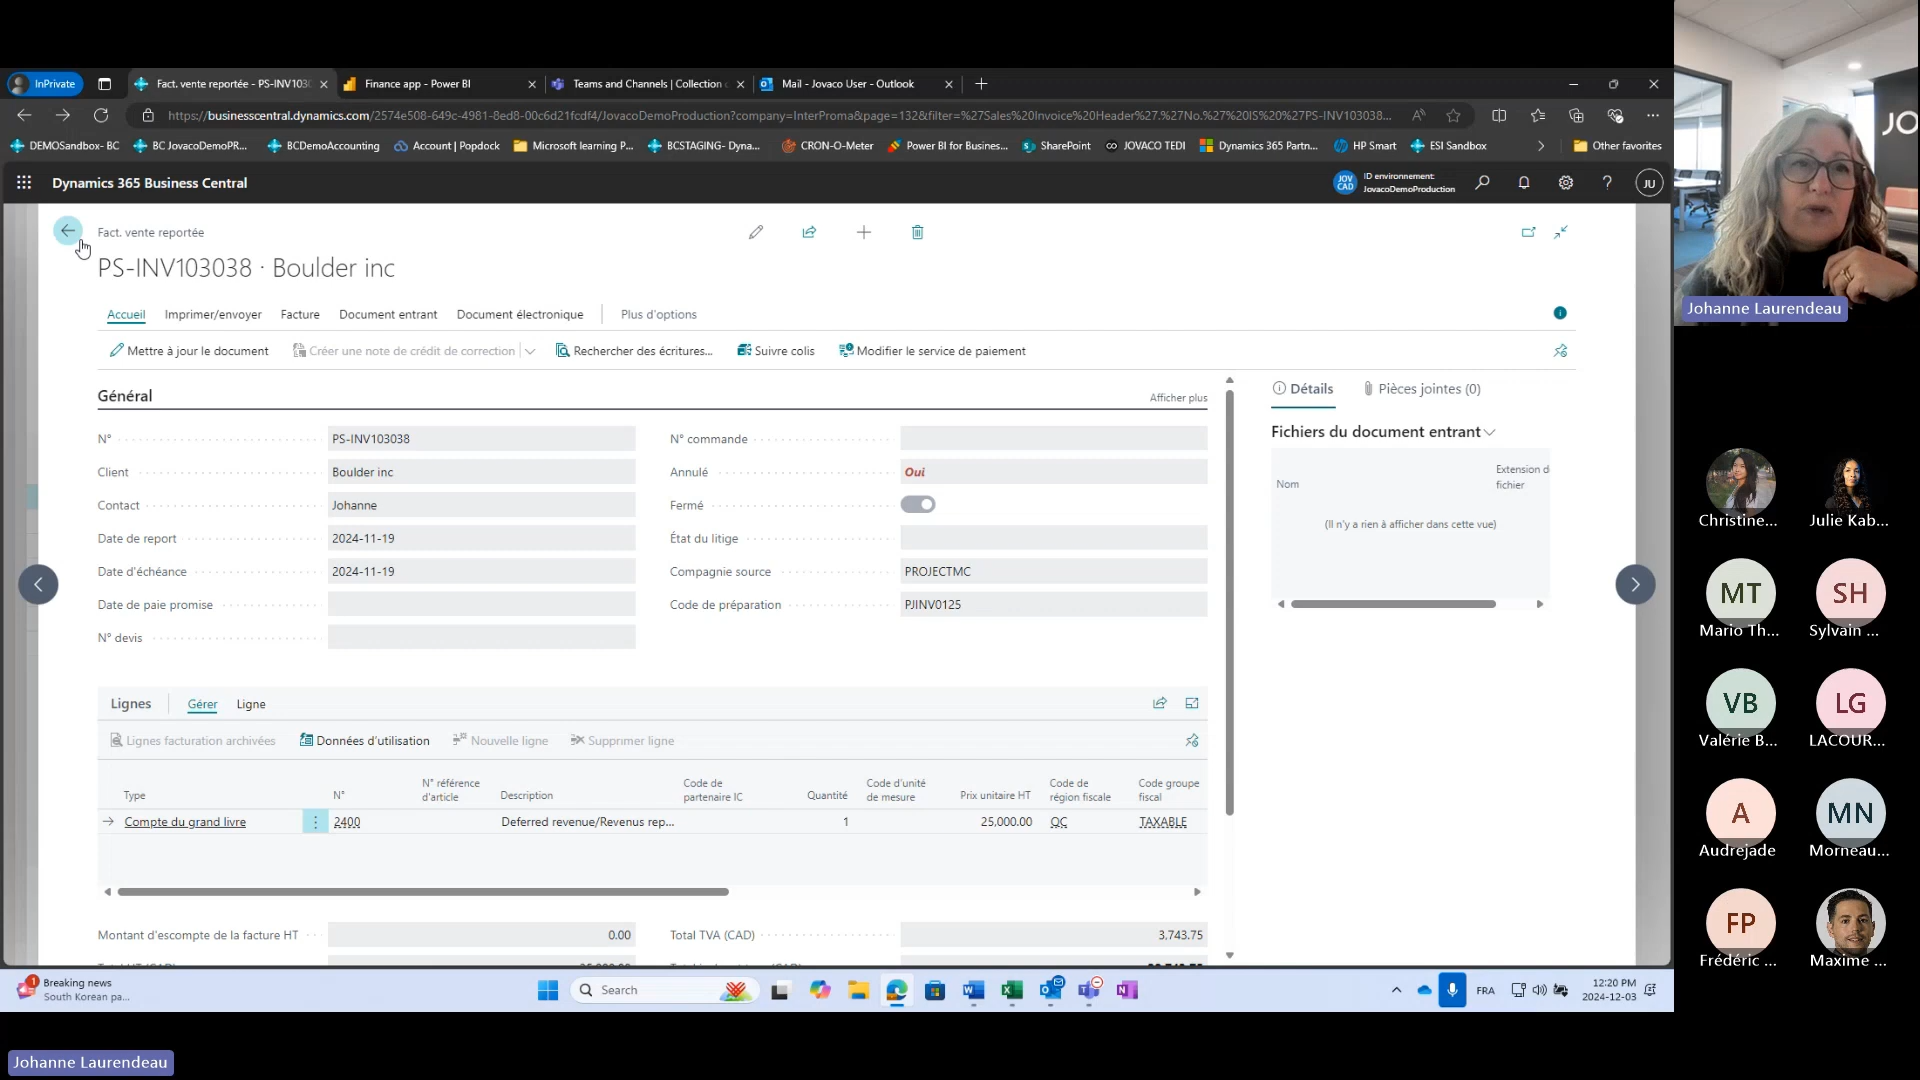 InPrivate
Fact. vente reportée - PS-INV103
Finance app - Power BI
Teams and Channels | Collection
Mail - Jovaco User - Outlook
https://businesscentral.dynamics.com/2574e508-649c-4981-8ed8-00c6d21fcdf4/JovacoDemoProduction?company=InterProma&page=132&filter=%27Sales%20Invoice%20Header%27.%27No.%27%20IS%20%27PS-INV103038...
DEMOSandbox- BC
BC JovacoDemoPR...
BCDemoAccounting
Account | Popdock
Microsoft learning P...
BCSTAGING- Dyna...
CRON-O-Meter
Power BI for Business...
SharePoint
JOVACO TEDI
Dynamics 365 Partn...
HP Smart
ESI Sandbox
Other favorites
Dynamics 365 Business Central
JOV CAD
ID environnement:
JovacoDemoProduction
?
JU
Fact. vente reportée
PS-INV103038 · Boulder inc
Accueil
Imprimer/envoyer
Facture
Document entrant
Document électronique
Plus d'options
Mettre à jour le document
Créer une note de crédit de correction
Rechercher des écritures...
Suivre colis
Modifier le service de paiement
Général
Afficher plus
N°
PS-INV103038
Client
Boulder inc
Contact
Johanne
Date de report
2024-11-19
Date d'échéance
2024-11-19
Date de paie promise
N° devis
N° commande
Annulé
Oui
Fermé
État du litige
Compagnie source
PROJECTMC
Code de préparation
PJINV0125
Détails
Pièces jointes (0)
Fichiers du document entrant
Nom
Extension d
fichier
(Il n'y a rien à afficher dans cette vue)
Lignes
Gérer
Ligne
Lignes facturation archivées
Données d'utilisation
Nouvelle ligne
Supprimer ligne
Type
N°
N° référence d'article
Description
Code de partenaire IC
Quantité
Code d'unité de mesure
Prix unitaire HT
Code de région fiscale
Code groupe fiscal
Compte du grand livre
2400
Deferred revenue/Revenus rep...
1
25,000.00
QC
TAXABLE
Montant d'escompte de la facture HT
0.00
Total TVA (CAD)
3,743.75
1
Breaking news
South Korean pa...
Search
FRA
12:20 PM
2024-12-03
Johanne Laurendeau
JO
Johanne Laurendeau
Christine...
Julie Kab...
MT
Mario Th...
SH
Sylvain ...
VB
Valérie B...
LG
LACOUR...
A
Audrejade
MN
Morneau...
FP
Frédéric ...
Maxime ...